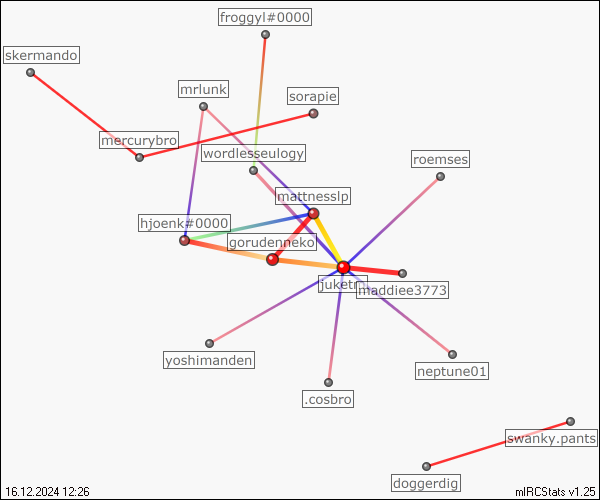 froggyl#0000
skermando
mrlunk
sorapie
mercurybro
wordlesseulogy
roemses
mattnesslp
hjoenk#0000
gorudenneko
maddiee3773
yoshimanden
neptune01
.cosbro
swanky.pants
doggerdig
16.12.2024 12:26
mIRCStats v1.25